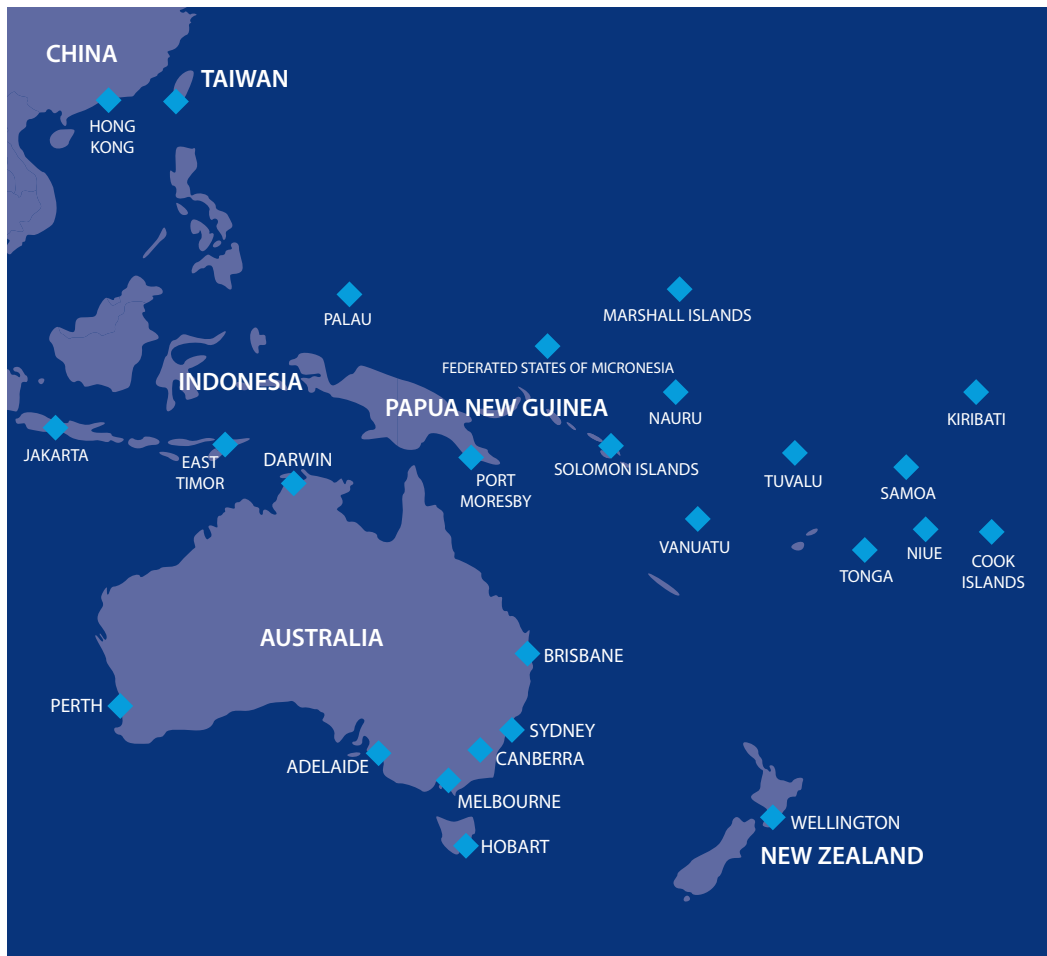 CHINA
TAIWAN
HONG
KONG
PALAU
MARSHALL ISLANDS
FEDERATED STATES OF MICRONESIA
INDONESIA
PAPUA NEW GUINEA
NAURU
KIRIBATI
JAKARTA
EAST
TIMOR
DARWIN
PORT
MORESBY
SOLOMON ISLANDS
TUVALU
SAMOA
VANUATU
TONGA
NIUE
COOK
ISLANDS
AUSTRALIA
BRISBANE
PERTH
SYDNEY
CANBERRA
ADELAIDE
MELBOURNE
HOBART
WELLINGTON
NEW ZEALAND